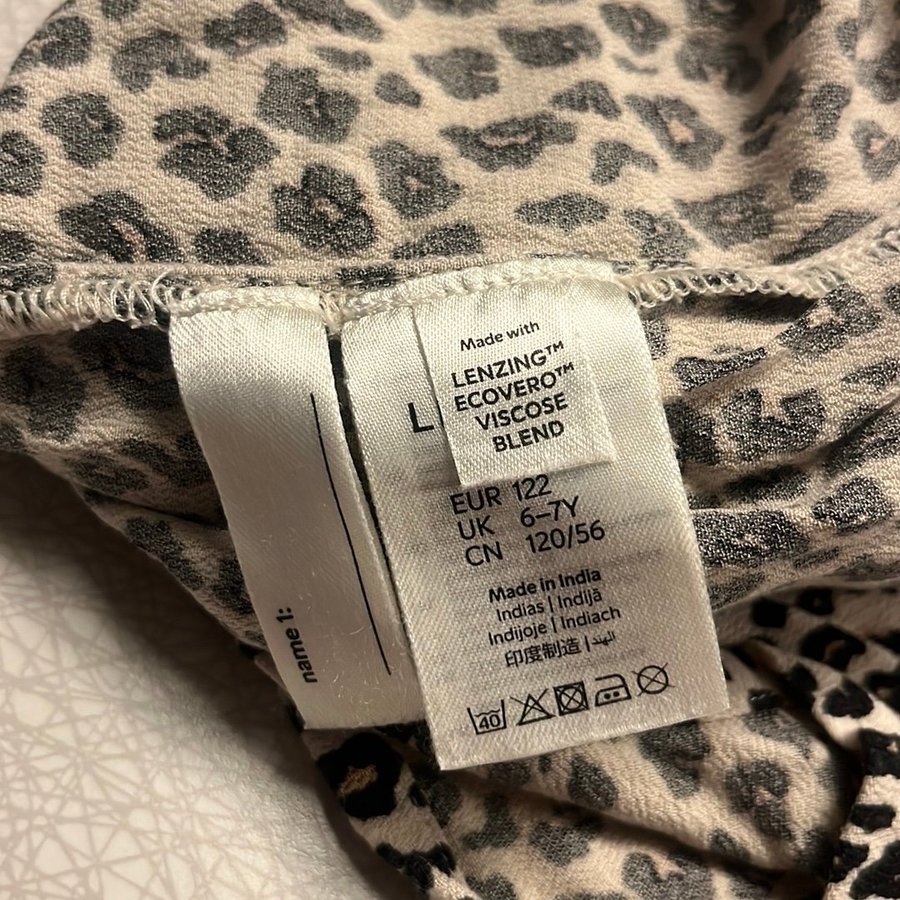 name 1:
Made with
LENZING™
ECOVERO™
VISCOSE
BLEND
EUR 122
UK 6-7Y
CN 120/56
Made in India
Indias | Indijā
Indijoje | Indiach
印度制造 | الهند
40